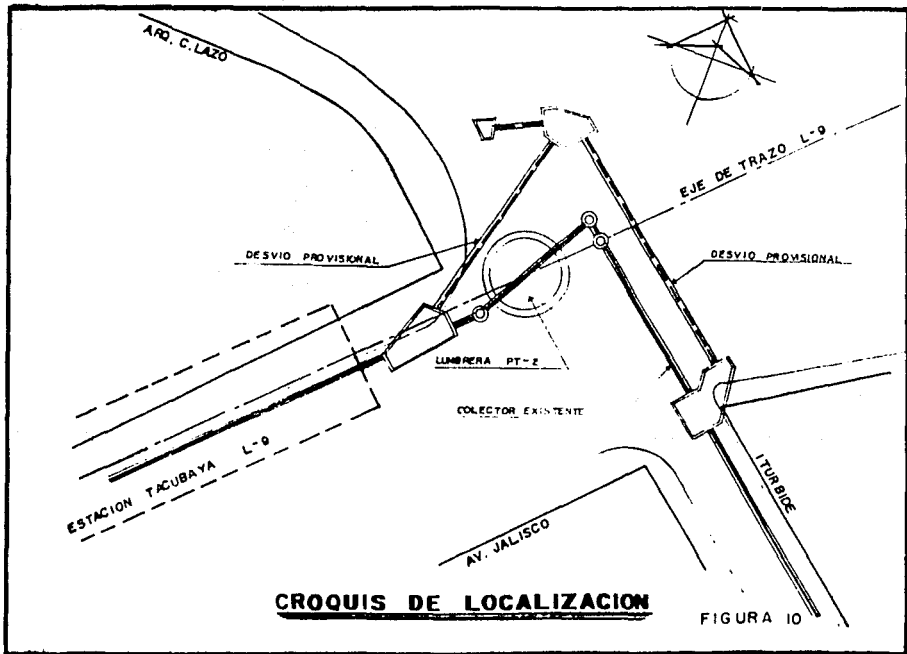 ARQ. C. LAZO
EJE DE TRAZO L-9
DESVIO PROVISIONAL
DESVIO PROVISIONAL
LUMBRERA PT-2
COLECTOR EXISTENTE
ESTACION TACUBAYA L-9
ITURBIDE
AV. JALISCO
CROQUIS DE LOCALIZACION
FIGURA 10